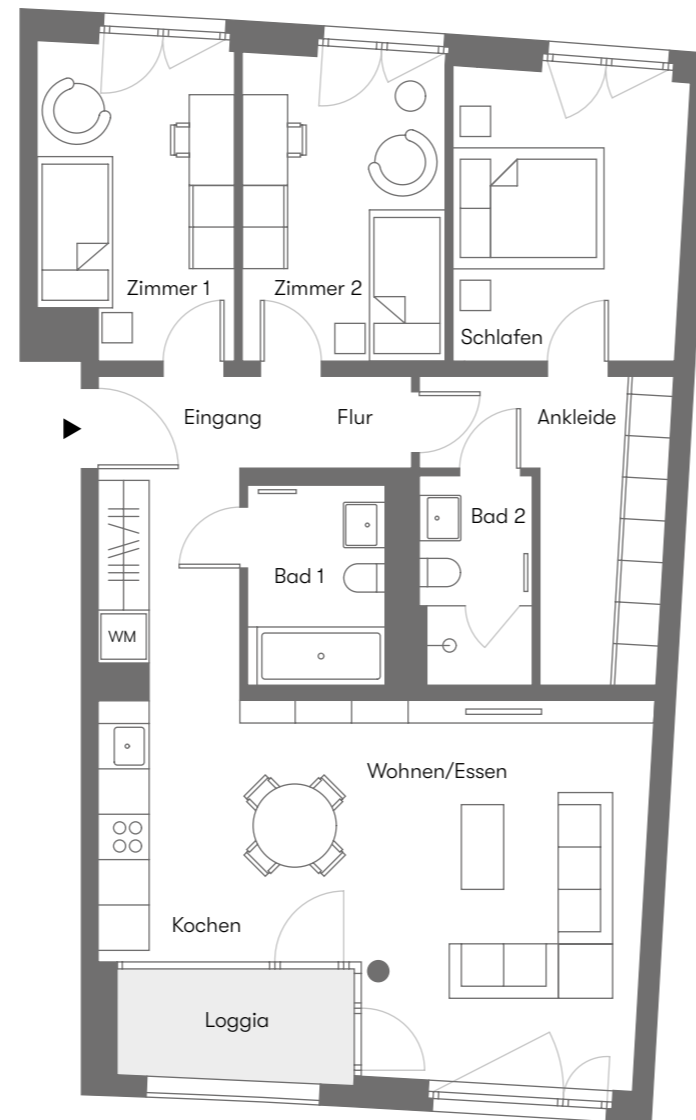 Zimmer 1
Zimmer 2
Schlafen
Eingang
Flur
Ankleide
Bad 2
Bad 1
WM
Wohnen/Essen
Kochen
Loggia